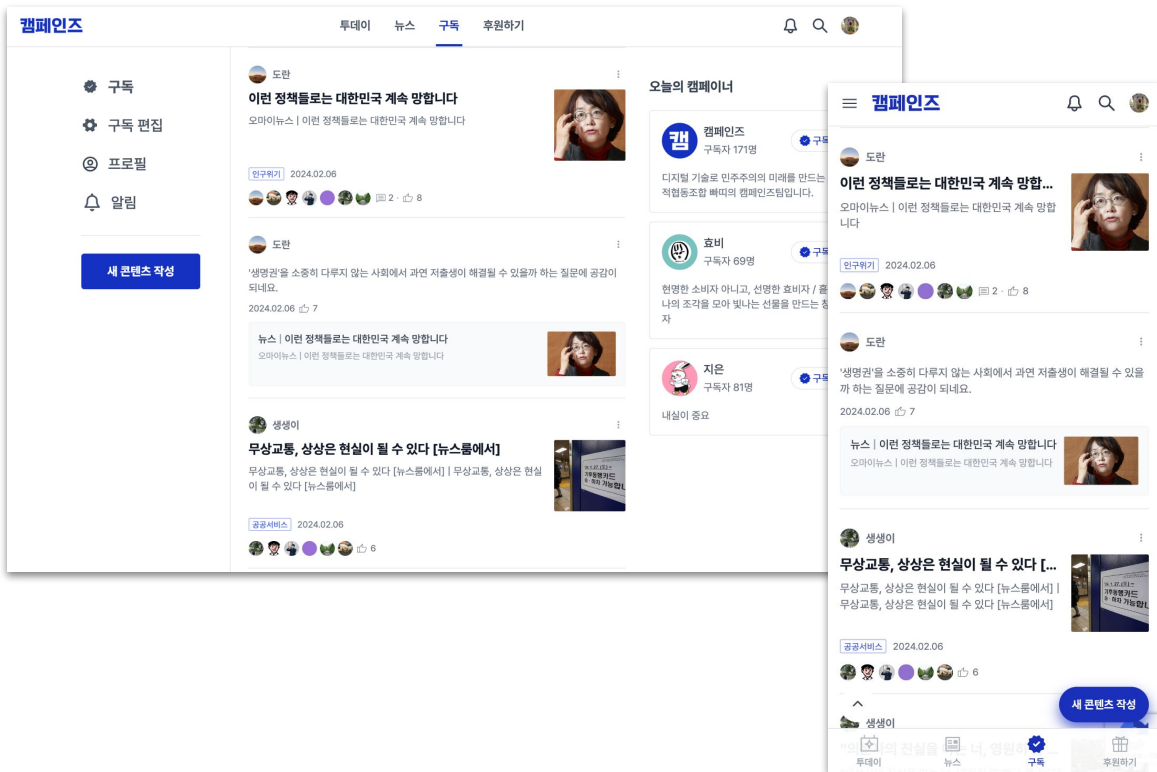 캠페인즈
투데이 뉴스 구독 후원하기
구독
구독 편집
프로필
알림
새 콘텐츠 작성
도란
이런 정책들로는 대한민국 계속 망합니다
오마이뉴스 | 이런 정책들로는 대한민국 계속 망합니다
인구위기 2024.02.06
2 · 8
도란
'생명권'을 소중히 다루지 않는 사회에서 과연 저출생이 해결될 수 있을까 하는 질문에 공감이
되네요.
2024.02.06 7
뉴스 | 이런 정책들로는 대한민국 계속 망합니다
오마이뉴스 | 이런 정책들로는 대한민국 계속 망합니다
생생이
무상교통, 상상은 현실이 될 수 있다 [뉴스룸에서]
무상교통, 상상은 현실이 될 수 있다 [뉴스룸에서] | 무상교통, 상상은 현실
이 될 수 있다 [뉴스룸에서]
기후동행카드
공공서비스 2024.02.06
6
오늘의 캠페이너
캠
캠페인즈
구독자 171명
구독
디지털 기술로 민주주의의 미래를 만드는
적협동조합 빠띠의 캠페인즈팀입니다.
효비
구독자 69명
구독
현명한 소비자 아니고, 선명한 효비자 /
나의 조각을 모아 빛나는 선물을 만드는
자
지은
구독자 81명
구독
내실이 중요
캠페인즈
도란
이런 정책들로는 대한민국 계속 망합...
오마이뉴스 | 이런 정책들로는 대한민국 계속 망합
니다
인구위기 2024.02.06
2 · 8
도란
'생명권'을 소중히 다루지 않는 사회에서 과연 저출생이 해결될 수 있을
까 하는 질문에 공감이 되네요.
2024.02.06 7
뉴스 | 이런 정책들로는 대한민국 계속 망합니다
오마이뉴스 | 이런 정책들로는 대한민국 계속 망합니다
생생이
무상교통, 상상은 현실이 될 수 있다 [...
무상교통, 상상은 현실이 될 수 있다 [뉴스룸에서] |
무상교통, 상상은 현실이 될 수 있다 [뉴스룸에서]
기후동행카드
공공서비스 2024.02.06
6
새 콘텐츠 작성
생생이
투데이 뉴스 구독 후원하기